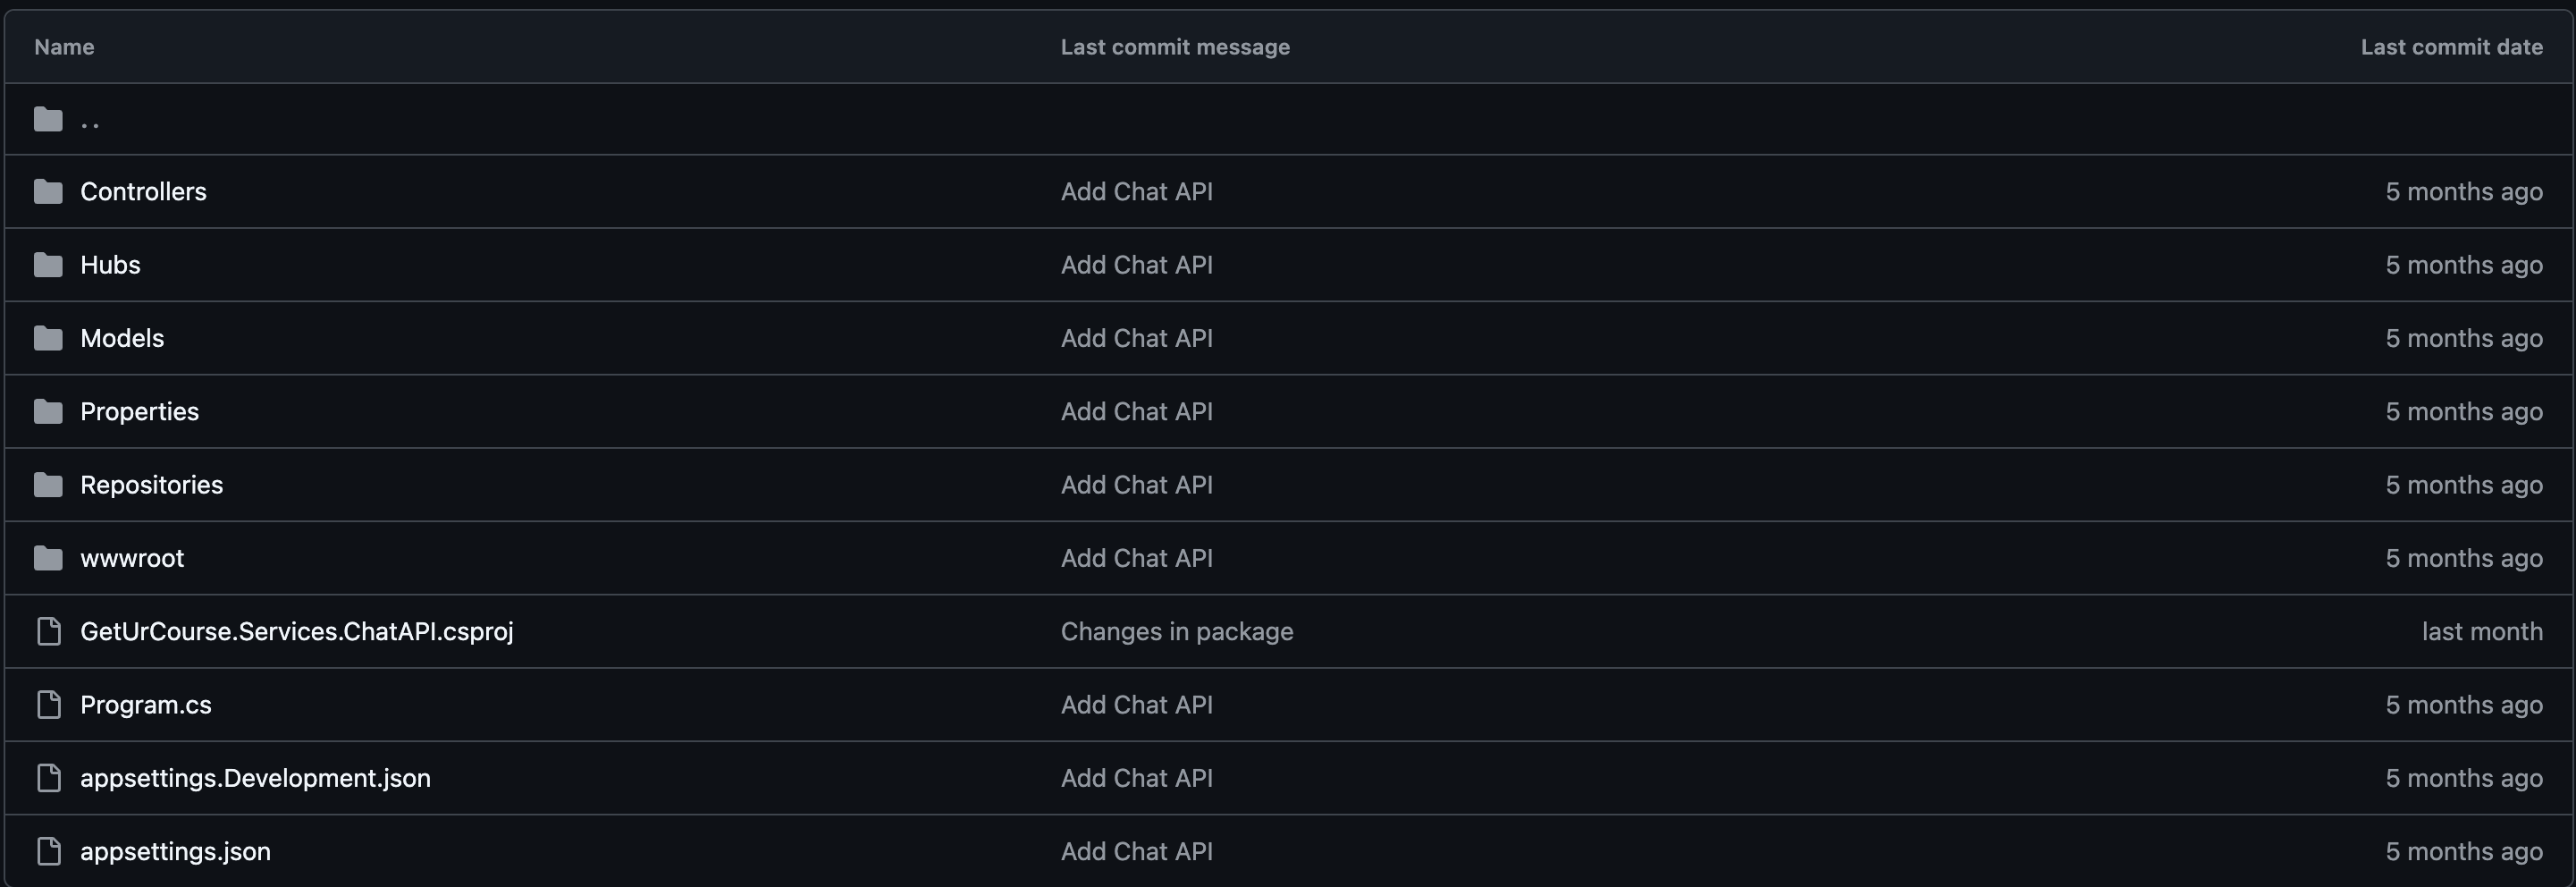 Name Last commit message Last commit date
..
Controllers Add Chat API 5 months ago
Hubs Add Chat API 5 months ago
Models Add Chat API 5 months ago
Properties Add Chat API 5 months ago
Repositories Add Chat API 5 months ago
wwwroot Add Chat API 5 months ago
GetUrCourse.Services.ChatAPI.csproj Changes in package last month
Program.cs Add Chat API 5 months ago
appsettings.Development.json Add Chat API 5 months ago
appsettings.json Add Chat API 5 months ago